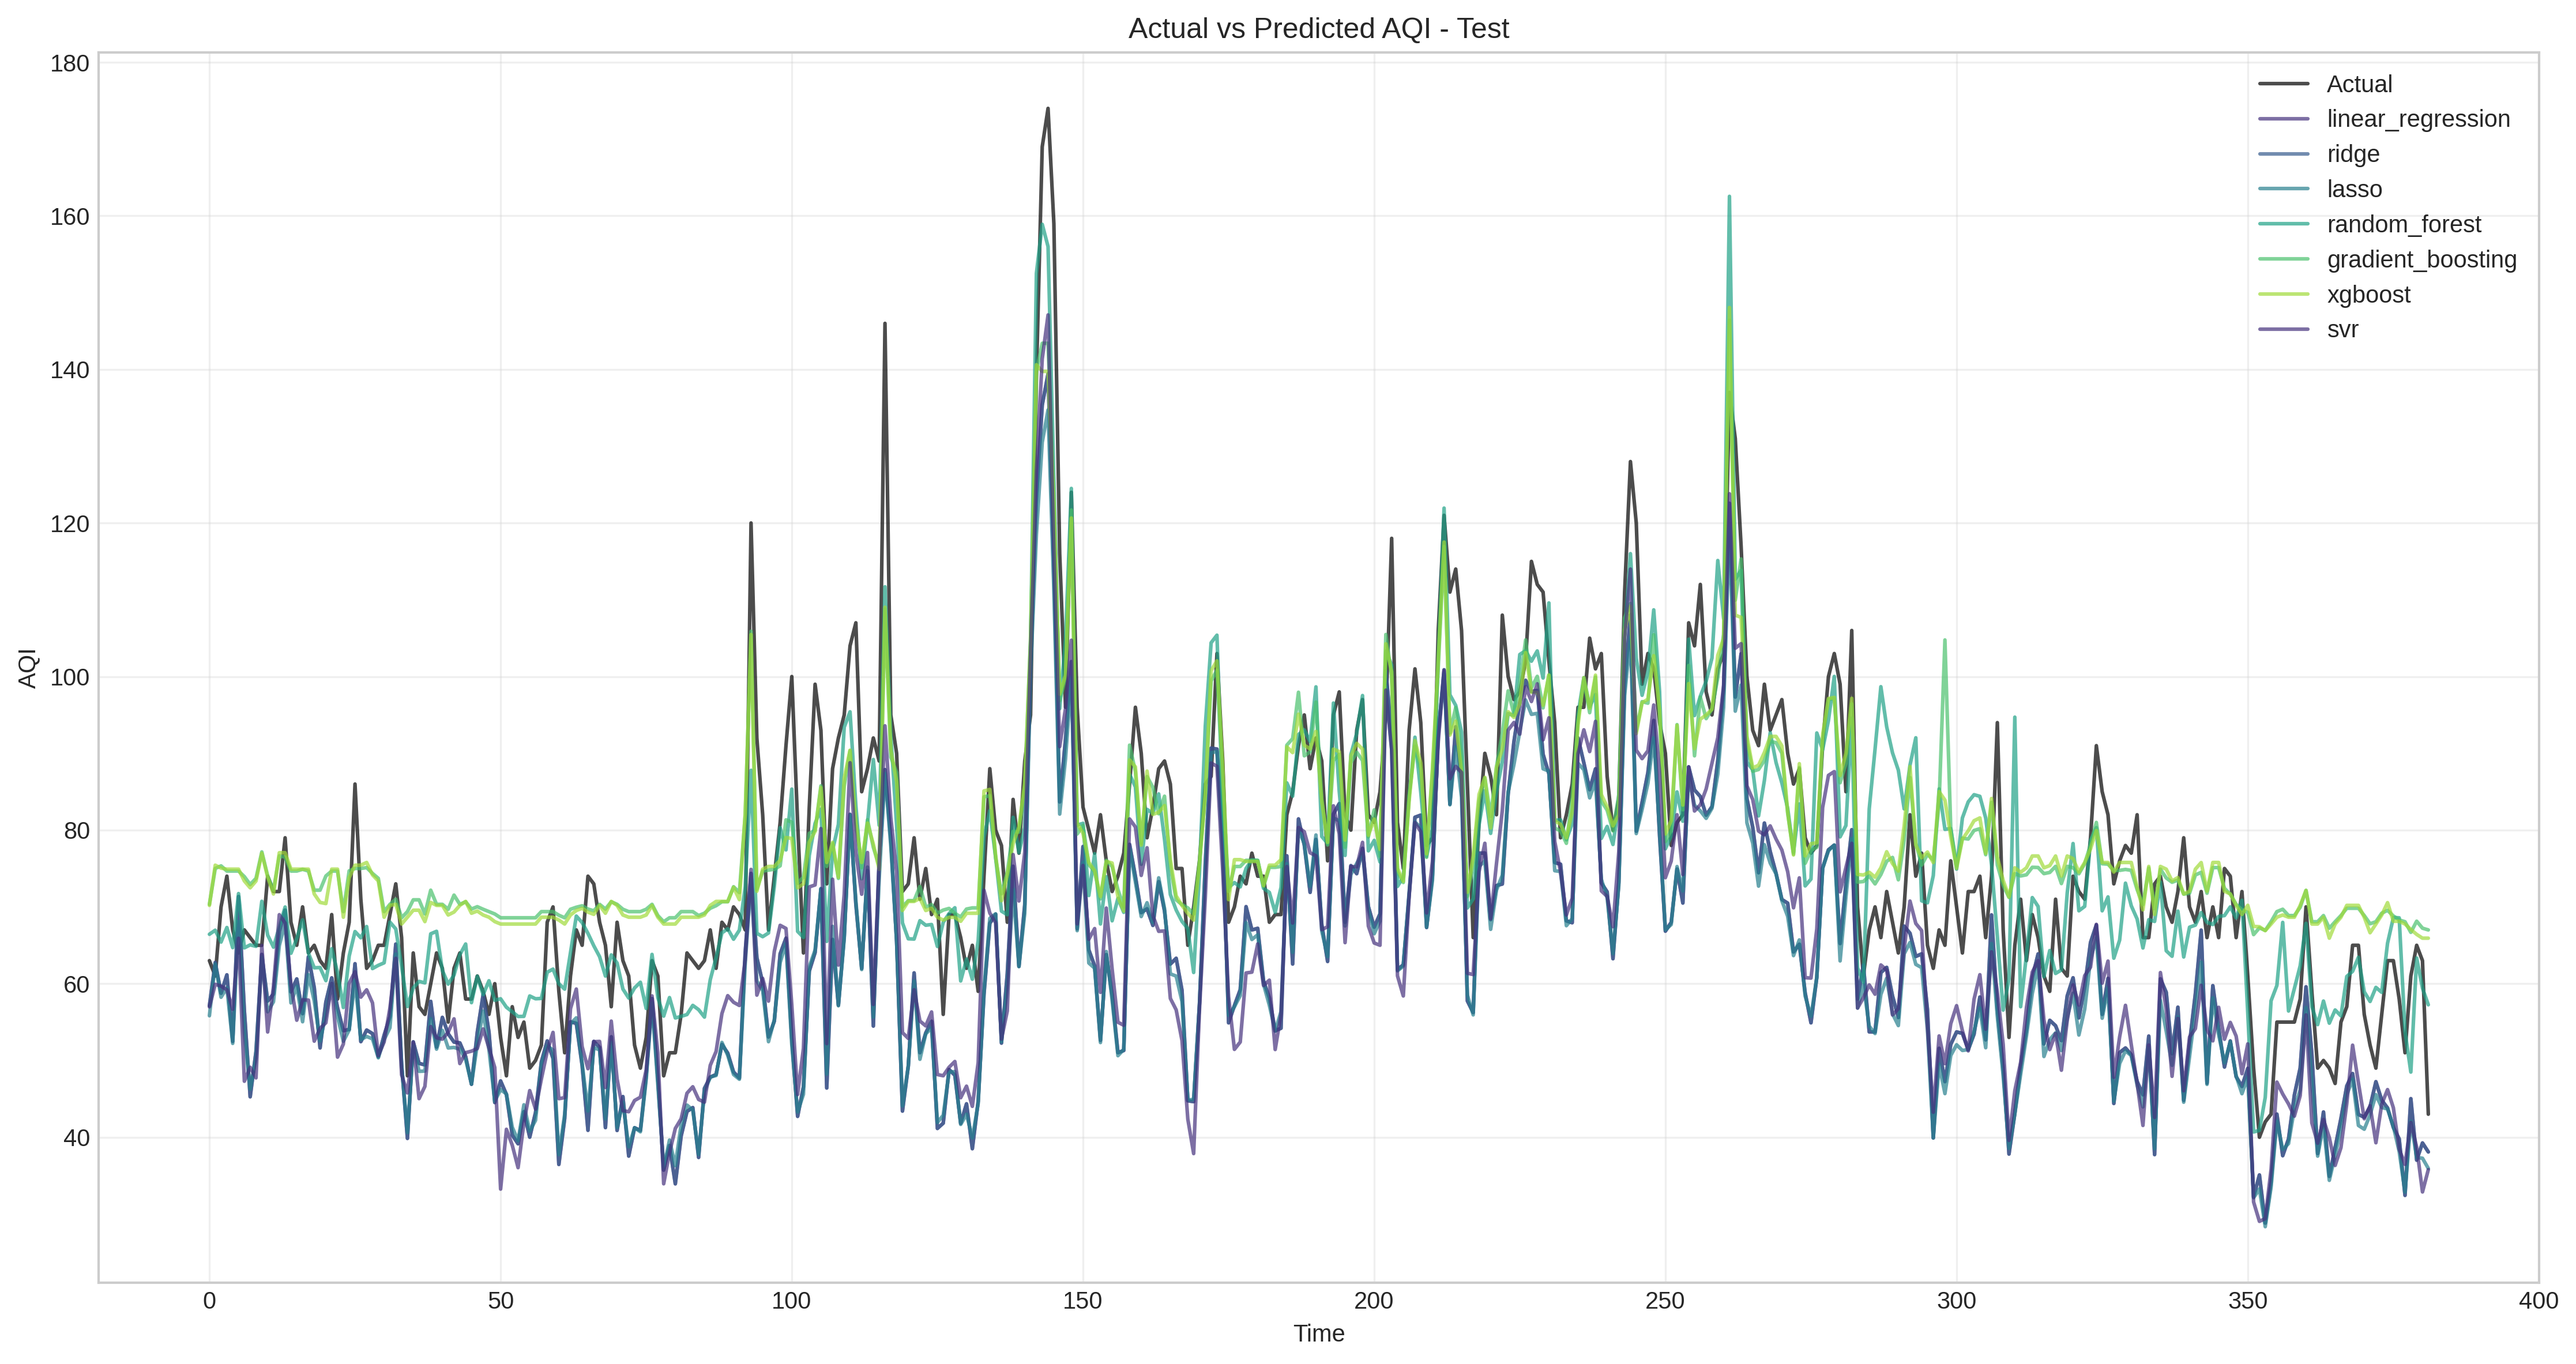 Actual vs Predicted AQI - Test
180
160
140
120
100
80
60
40
AQI
0 50 100 150 200 250 300 350 400
Time
Actual
linear_regression
ridge
lasso
random_forest
gradient_boosting
xgboost
svr